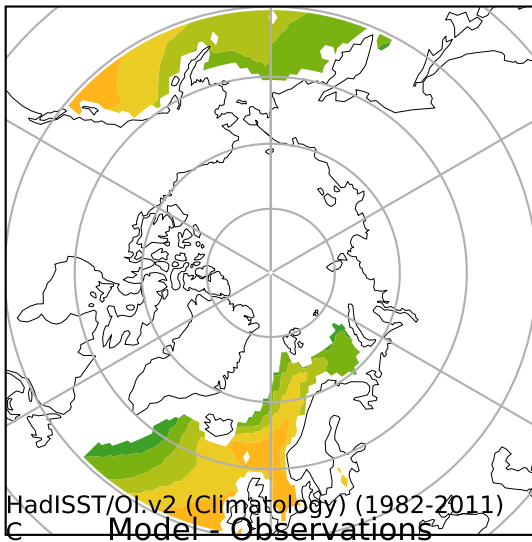 HadISST/OI.v2 (Climatology) (1982-2011)
C Model - Observations